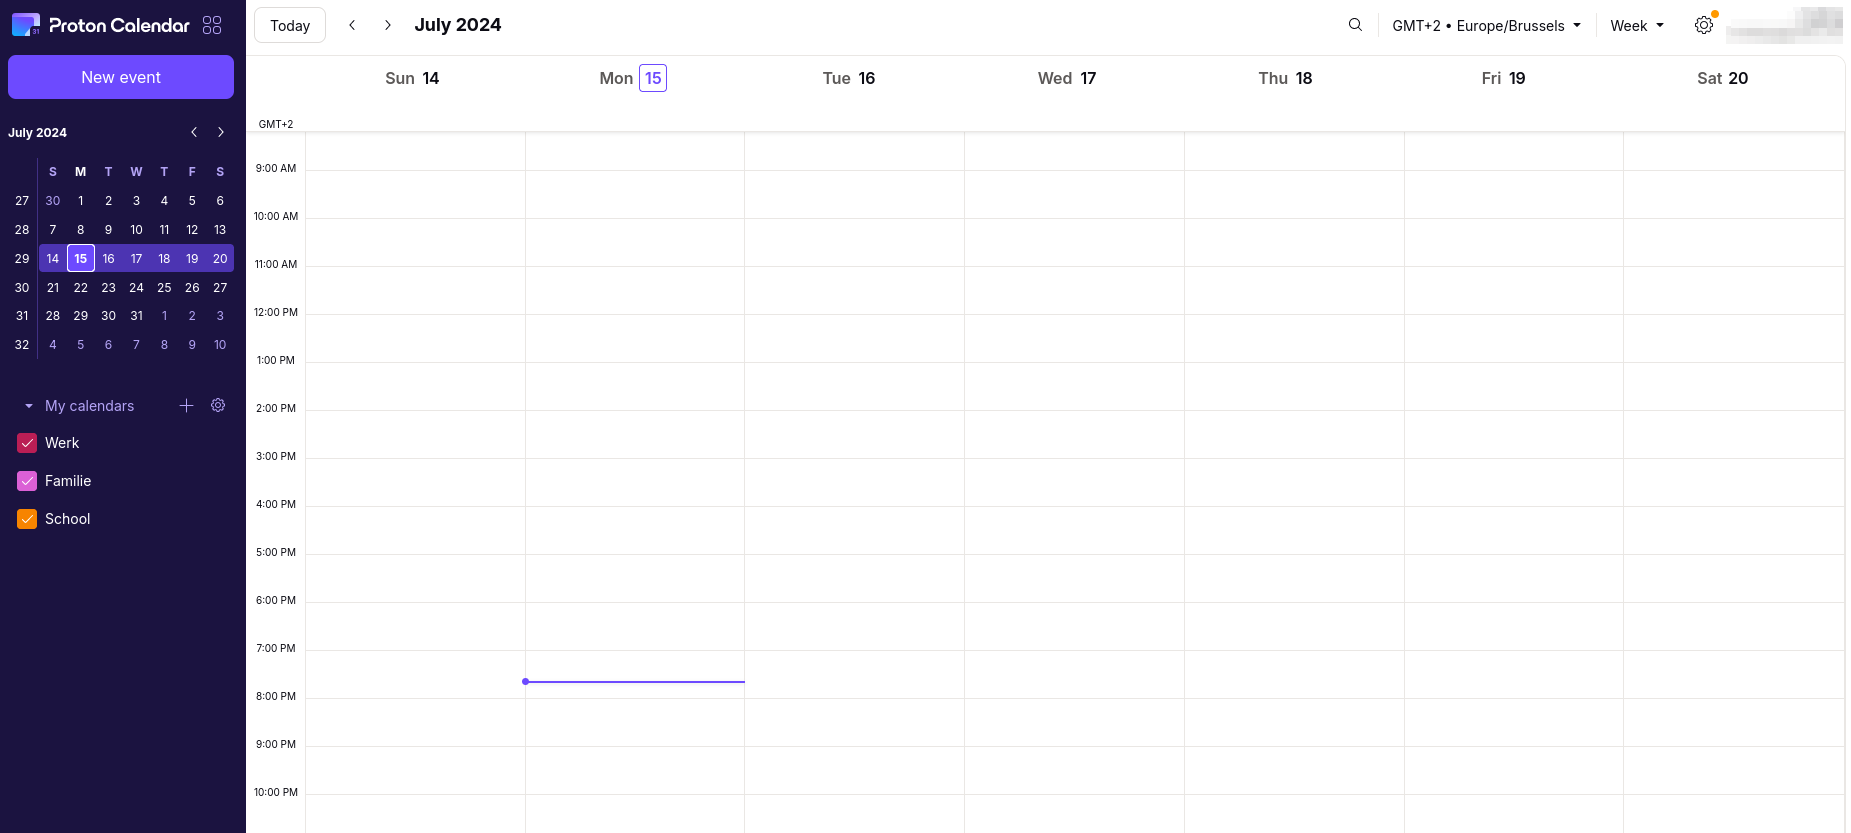 Proton Calendar
31
New event
July 2024
S M T W T F S
27 30 1 2 3 4 5 6
28 7 8 9 10 11 12 13
29 14 15 16 17 18 19 20
30 21 22 23 24 25 26 27
31 28 29 30 31 1 2 3
32 4 5 6 7 8 9 10
My calendars
Werk
Familie
School
Today July 2024 GMT+2 • Europe/Brussels Week
Sun 14 Mon 15 Tue 16 Wed 17 Thu 18 Fri 19 Sat 20
GMT+2
9:00 AM
10:00 AM
11:00 AM
12:00 PM
1:00 PM
2:00 PM
3:00 PM
4:00 PM
5:00 PM
6:00 PM
7:00 PM
8:00 PM
9:00 PM
10:00 PM